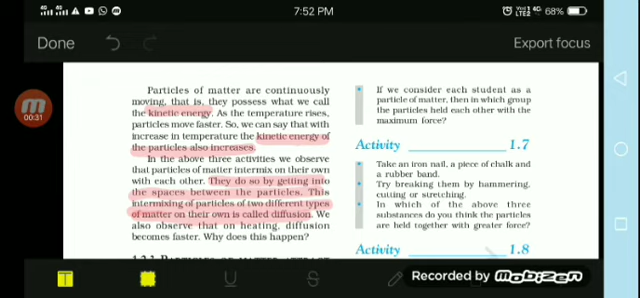 4G 4G
7:52 PM
Vo) 1 4G
LTE2
68%
Done
Export focus
00:31
Particles of matter are continuously
moving, that is, they possess what we call
the kinetic energy. As the temperature rises,
particles move faster. So, we can say that with
increase in temperature the kinetic energy of
the particles also increases.
In the above three activities we observe
that particles of matter intermix on their own
with each other. They do so by getting into
the spaces between the particles. This
intermixing of particles of two different types
of matter on their own is called diffusion. We
also observe that on heating, diffusion
becomes faster. Why does this happen?
• If we consider each student as a
particle of matter, then in which group
the particles held each other with the
maximum force?
Activity 1.7
• Take an iron nail, a piece of chalk and
a rubber band.
• Try breaking them by hammering,
cutting or stretching.
• In which of the above three
substances do you think the particles
are held together with greater force?
Activity 1.8
T U S
Recorded by Mobizen